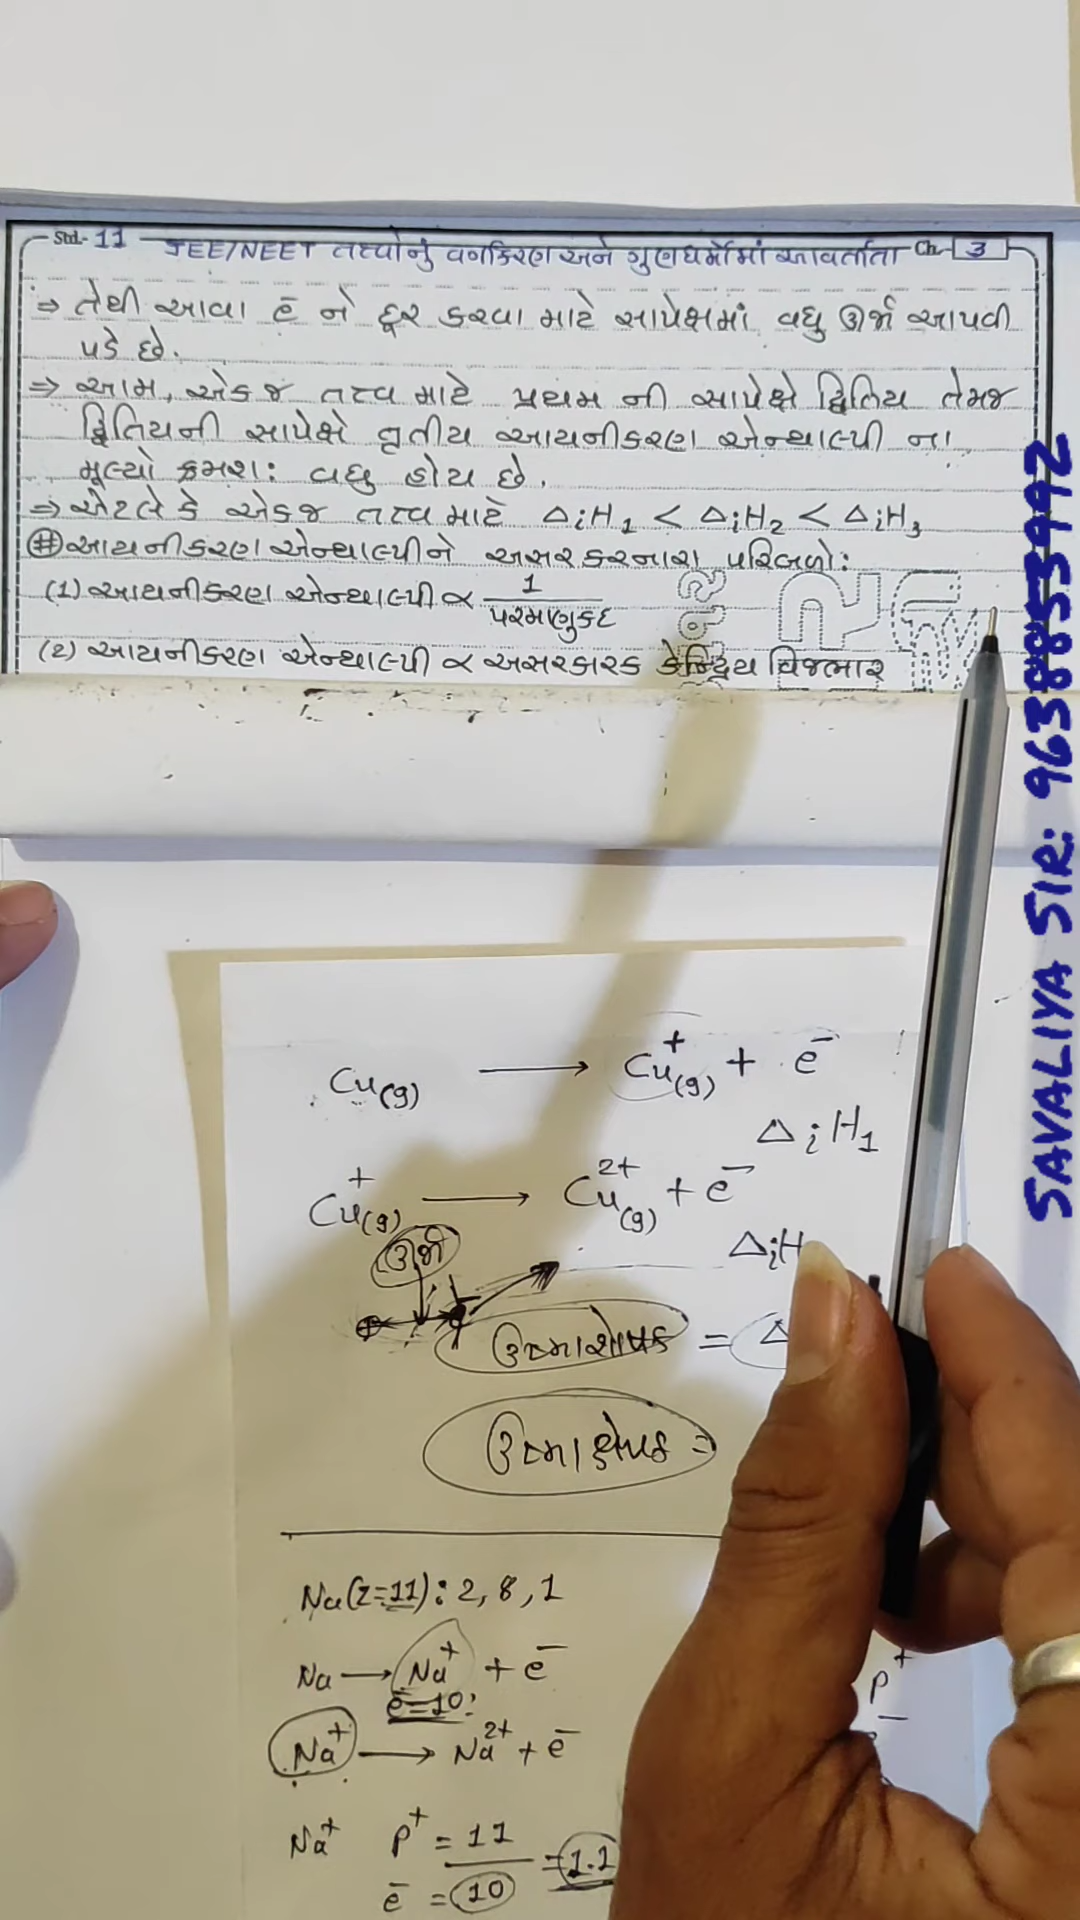 Std.- 11 JEE/NEET તત્ત્વોનું વર્ગીકરણ અને ગુણધર્મોમાં આવર્તતા Ch.- 3
⇒ તેથી આવા e̅ ને દૂર કરવા માટે સાપેક્ષમાં વધુ ઊર્જા આપવી
પડે છે.
⇒ આમ, એક જ તત્વ માટે પ્રથમ ની સાપેક્ષે દ્વિતિય તેમજ
દ્વિતિયની સાપેક્ષે તૃતીય આયનીકરણ એન્થાલ્પી ના
મૂલ્યો ક્રમશ: વધુ હોય છે.
⇒ એટલે કે એક જ તત્વ માટે ΔiH₁ < ΔiH₂ < ΔiH₃
# આયનીકરણ એન્થાલ્પીને અસર કરનારા પરિબળો:
(1) આયનીકરણ એન્થાલ્પી ∝ 1/પરમાણુકદ
(2) આયનીકરણ એન્થાલ્પી ∝ અસરકારક કેન્દ્રિય વિજભાર
SAVALIYA SIR: 9638853992
Cu(g) → Cu⁺(g) + e⁻
ΔiH₁
Cu⁺(g) → Cu²⁺(g) + e⁻
ΔiH
ઊર્જા
ઉષ્માશોષક = Δ
ઉષ્માક્ષેપક =
Na(z=11): 2, 8, 1
Na → Na⁺ + e⁻
e̅=10:
Na⁺ → Na²⁺ + e⁻
P⁺
Na⁺ P⁺ = 11
e̅ = 10 = 1.1